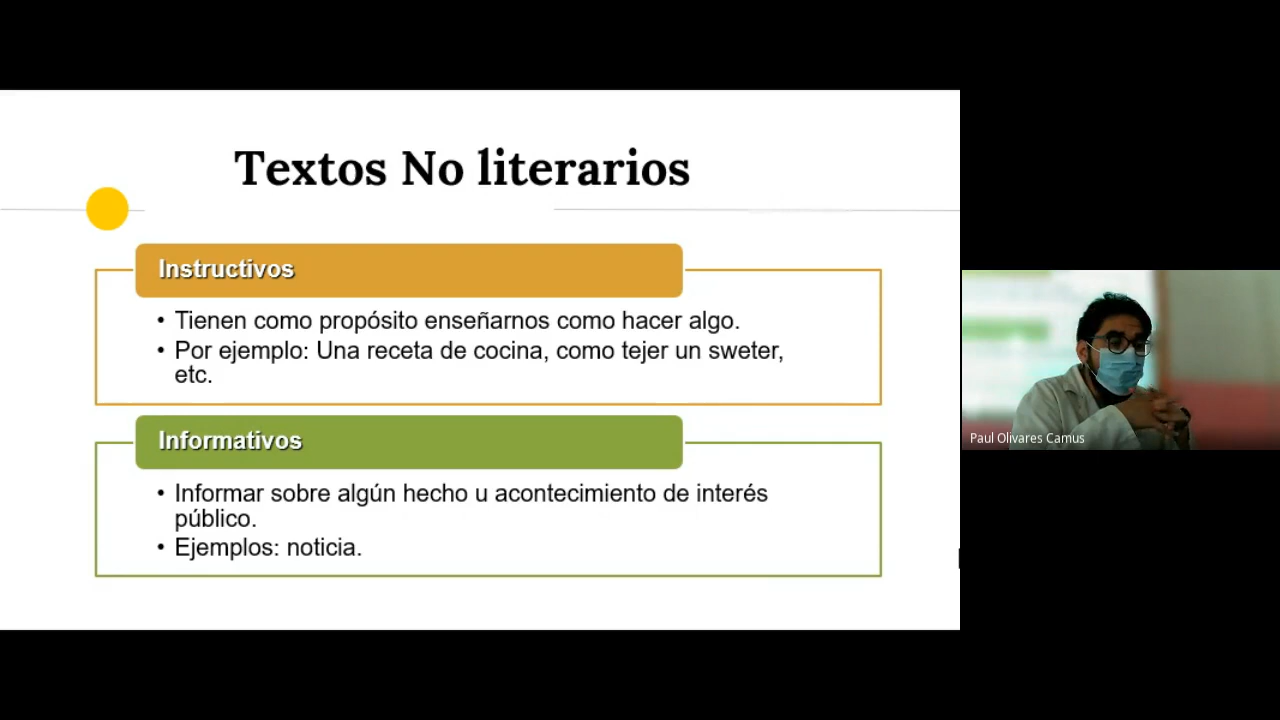 Textos No literarios
Instructivos
• Tienen como propósito enseñarnos como hacer algo.
• Por ejemplo: Una receta de cocina, como tejer un sweter,
etc.
Informativos
• Informar sobre algún hecho u acontecimiento de interés
público.
• Ejemplos: noticia.
Paul Olivares Camus